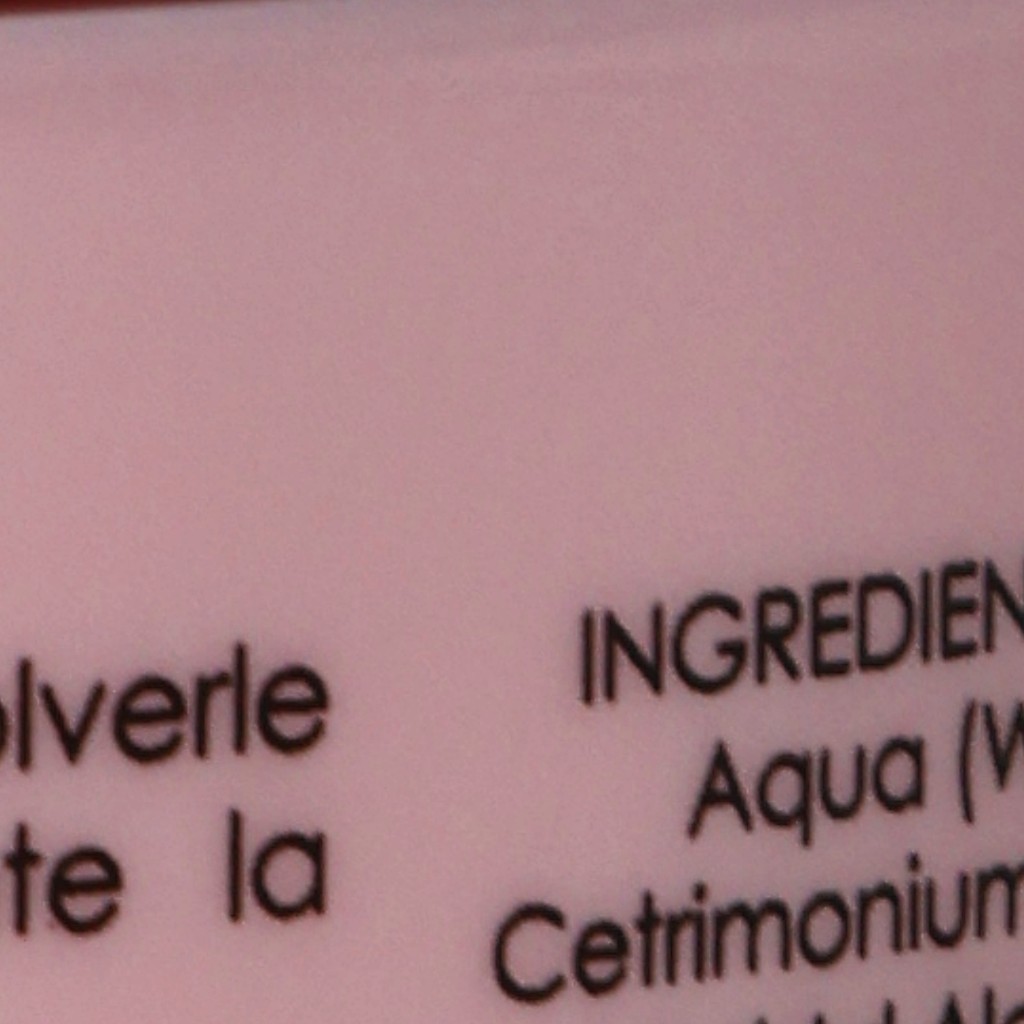 olverle
te la
INGREDIEN
Aqua (W
Cetrimonium